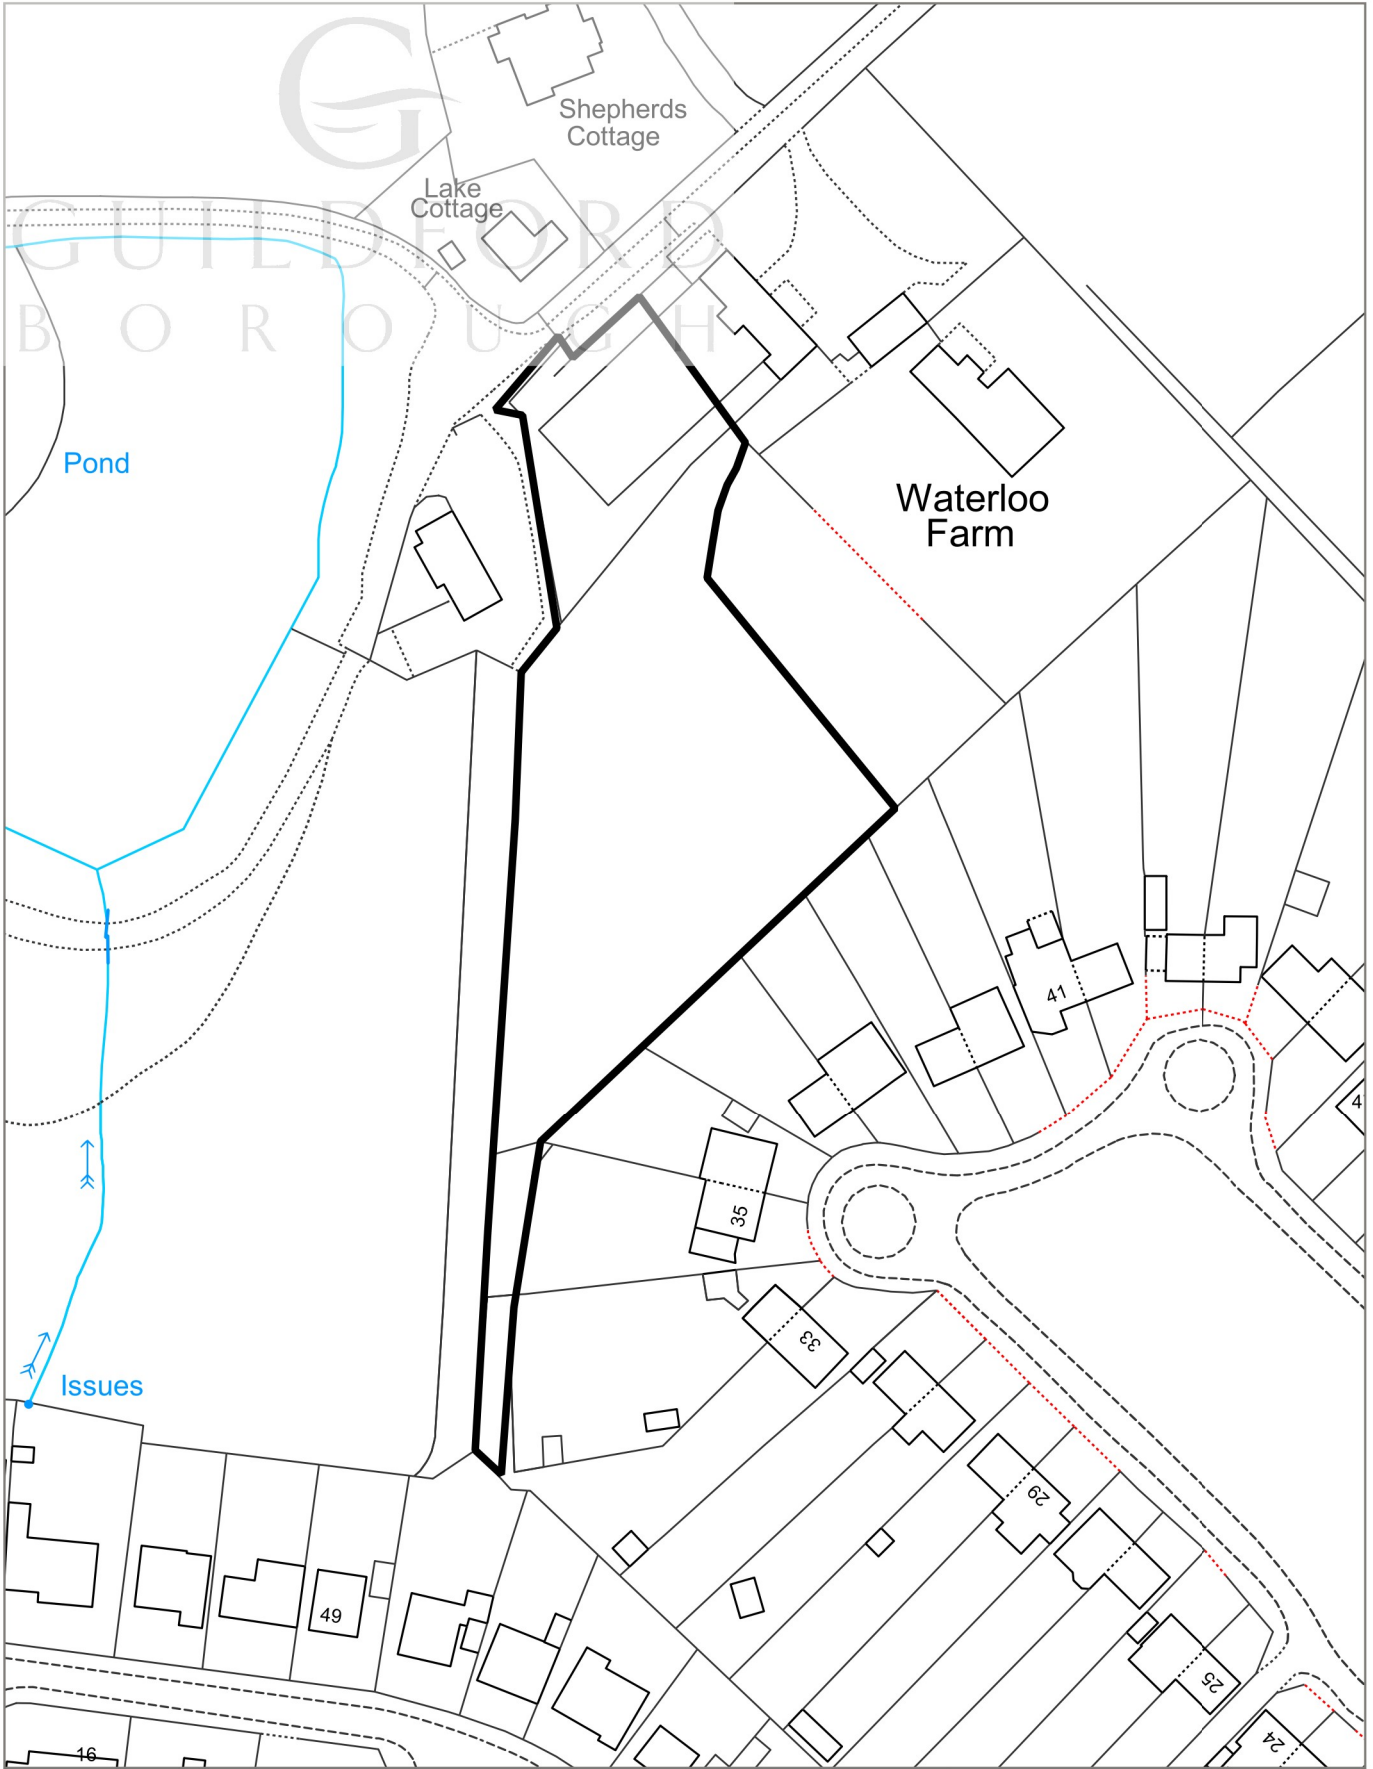 G
Shepherds
Cottage
Lake
Cottage
GUILDFORD
BOROUGH
Pond
Waterloo
Farm
41
4
35
33
Issues
29
49
25
24
16